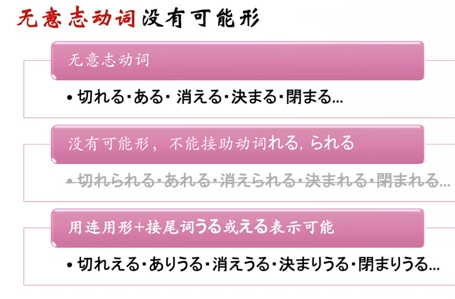 无意志动词没有可能形
无意志动词
• 切れる・ある・ 消える・決まる・閉まる...
没有可能形，不能接助动词れる, られる
• 切れられる・あれる・消えられる・決まれる・閉まれる...
用连用形+接尾词うる或える表示可能
• 切れえる・ありうる・消えうる・決まりうる・閉まりうる...